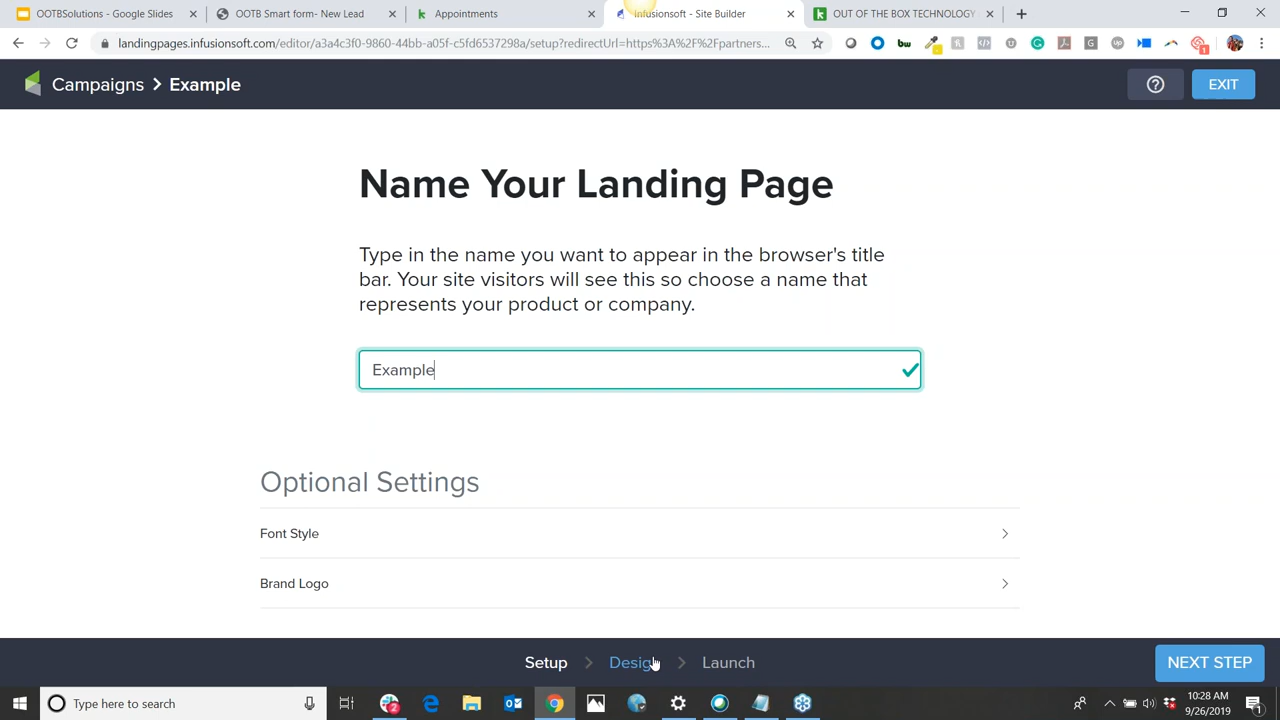 OOTBSolutions - Google Slides
OOTB Smart form- New Lead
Appointments
Infusionsoft - Site Builder
OUT OF THE BOX TECHNOLOGY
landingpages.infusionsoft.com/editor/a3a4c3f0-9860-44bb-a05f-c5fd6537298a/setup?redirectUrl=https%3A%2F%2Fpartners...
Campaigns > Example
EXIT
Name Your Landing Page
Type in the name you want to appear in the browser's title
bar. Your site visitors will see this so choose a name that
represents your product or company.
Example
Optional Settings
Font Style
Brand Logo
Setup > Design > Launch
NEXT STEP
Type here to search
10:28 AM
9/26/2019